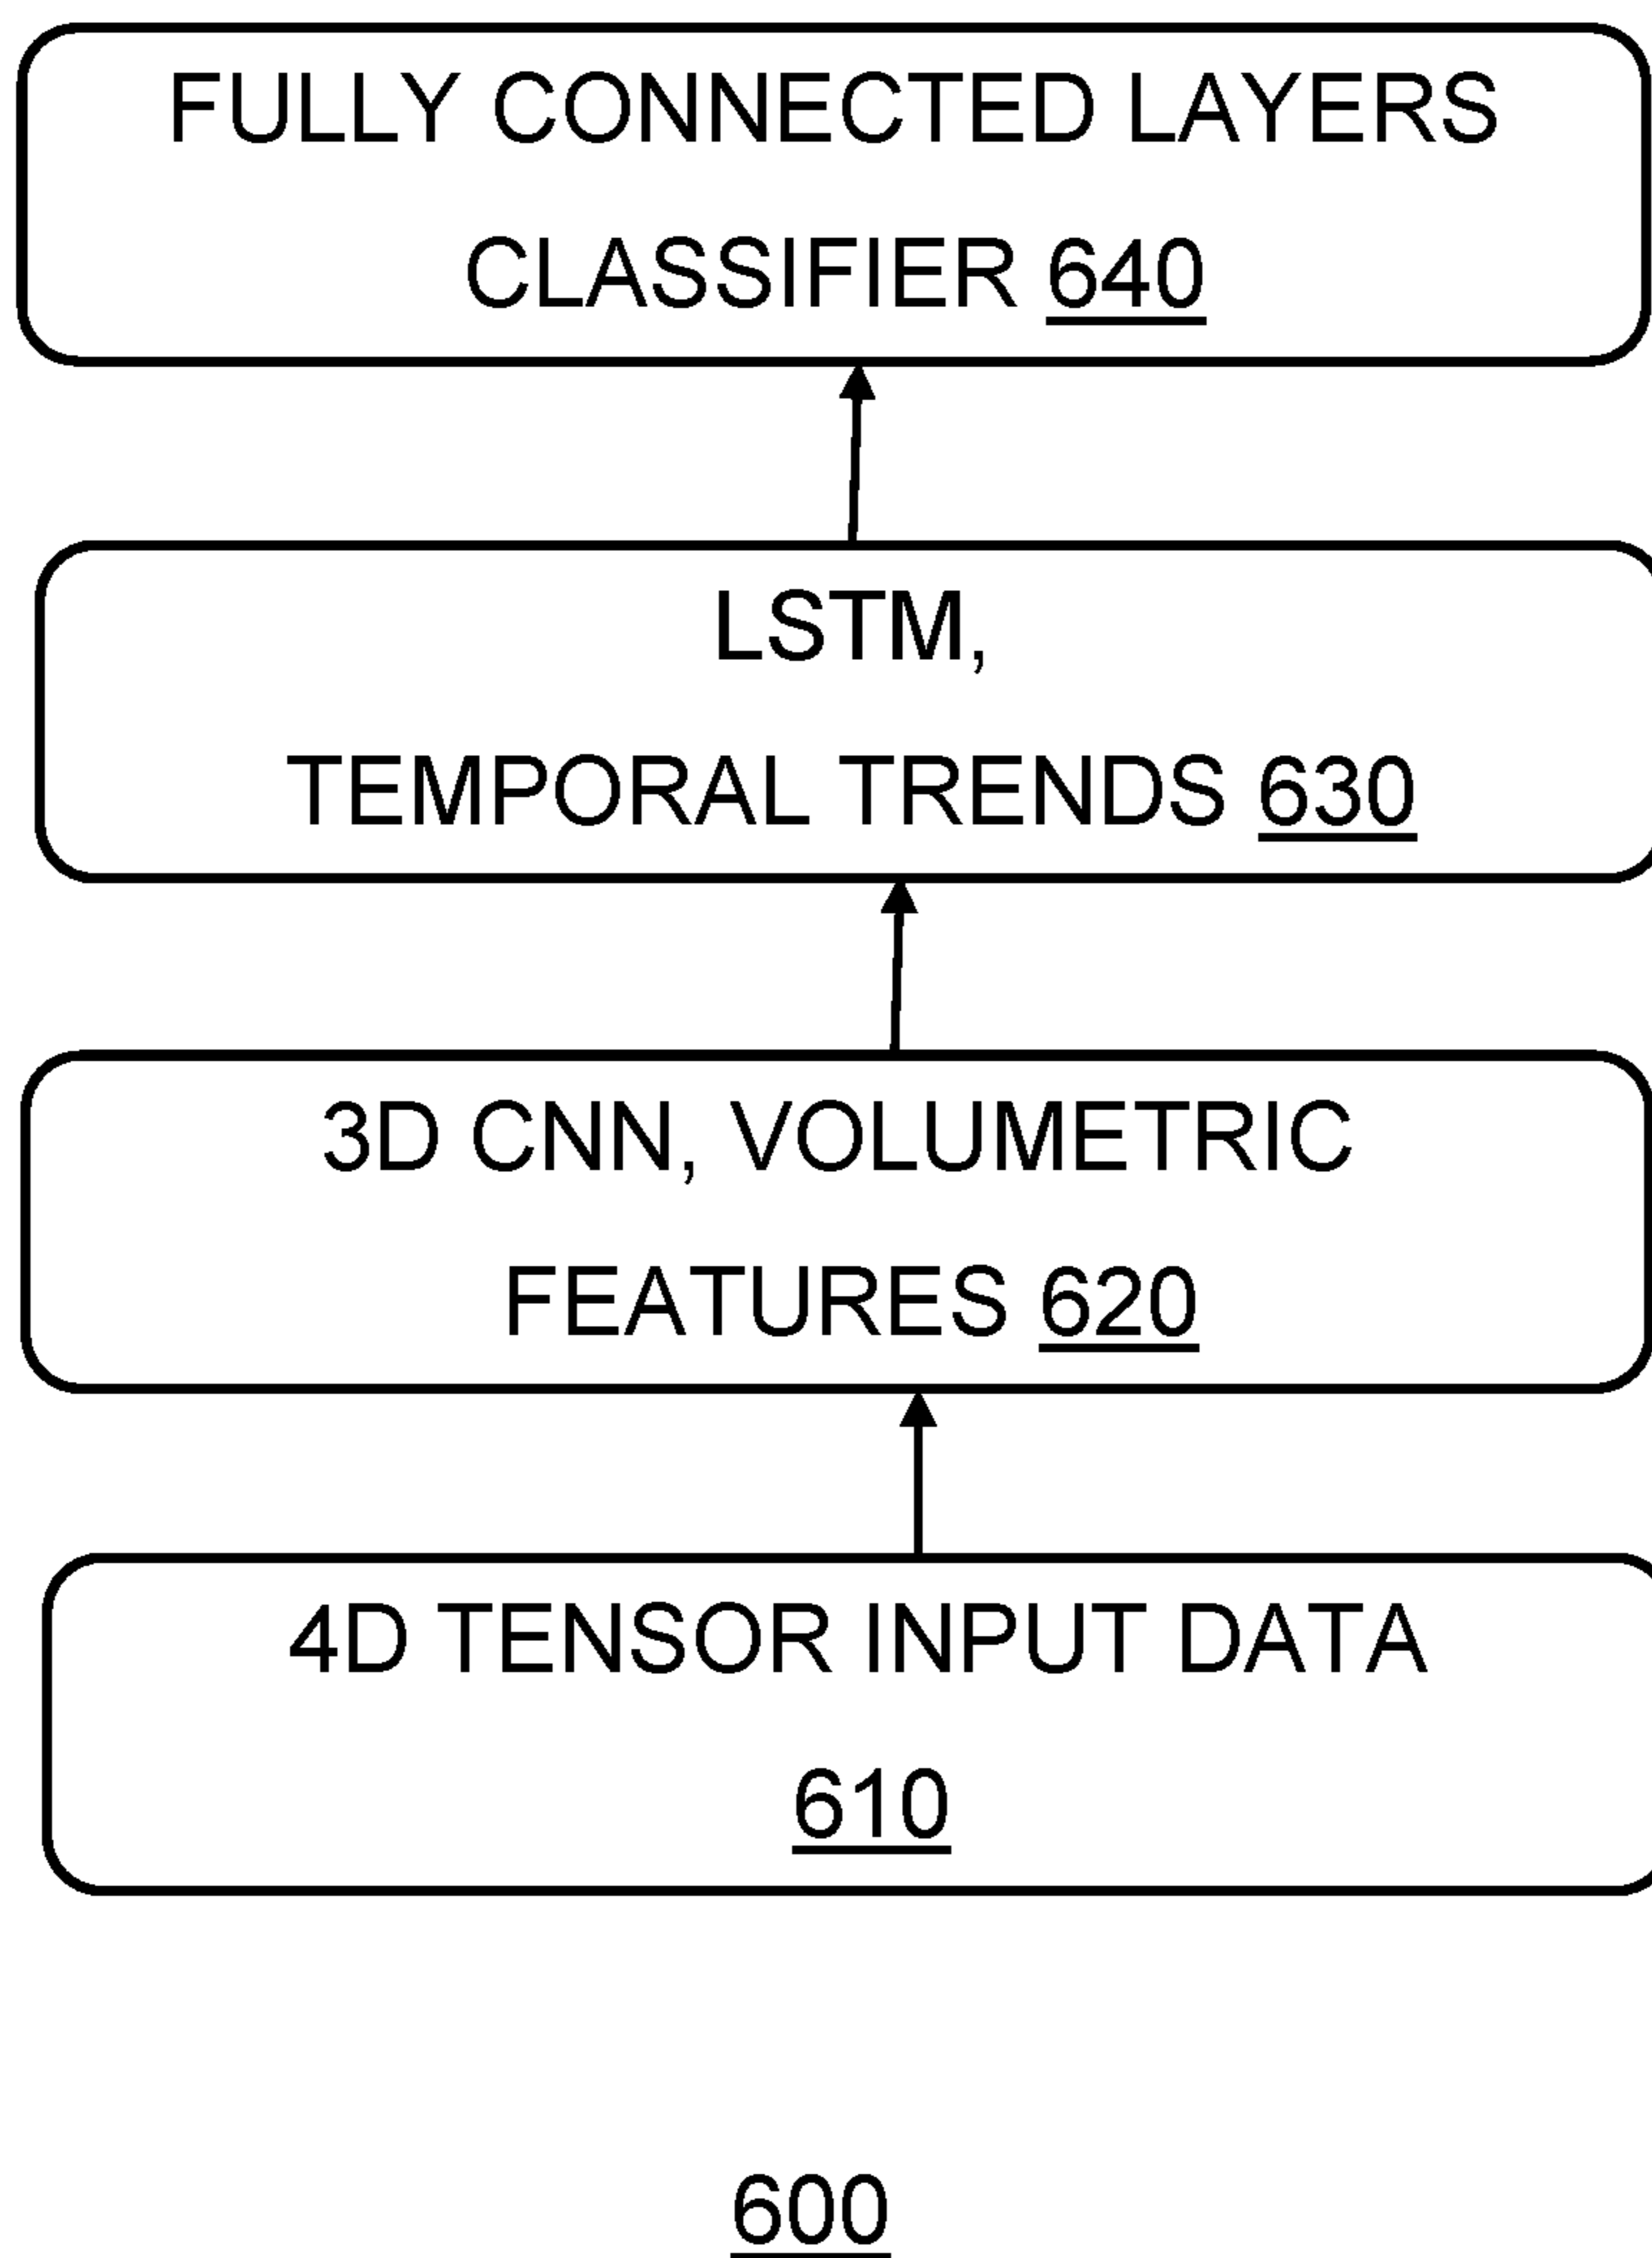 FULLY CONNECTED LAYERS
CLASSIFIER 640
LSTM,
TEMPORAL TRENDS 630
3D CNN, VOLUMETRIC
FEATURES 620
4D TENSOR INPUT DATA
610
600